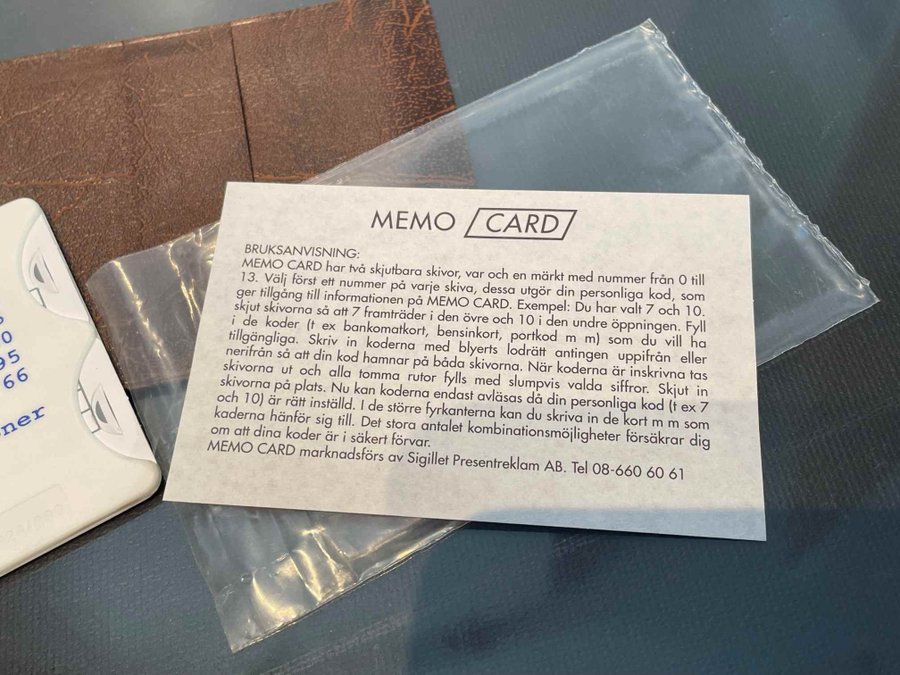 MEMO CARD
BRUKSANVISNING:
MEMO CARD har två skjutbara skivor, var och en märkt med nummer från 0 till
13. Välj först ett nummer på varje skiva, dessa utgör din personliga kod, som
ger tillgång till informationen på MEMO CARD. Exempel: Du har valt 7 och 10.
skjut skivorna så att 7 framträder i den övre och 10 i den undre öppningen. Fyll
i de koder (t ex bankomatkort, bensinkort, portkod m m) som du vill ha
tillgängliga. Skriv in koderna med blyerts lodrätt antingen uppifrån eller
nerifrån så att din kod hamnar på båda skivorna. När koderna är inskrivna tas
skivorna ut och alla tomma rutor fylls med slumpvis valda siffror. Skjut in
skivorna på plats. Nu kan koderna endast avläsas då din personliga kod (t ex 7
och 10) är rätt inställd. I de större fyrkanterna kan du skriva in de kort m m som
kaderna hänför sig till. Det stora antalet kombinationsmöjligheter försäkrar dig
om att dina koder är i säkert förvar.
MEMO CARD marknadsförs av Sigillet Presentreklam AB. Tel 08-660 60 61
0
95
66
ner